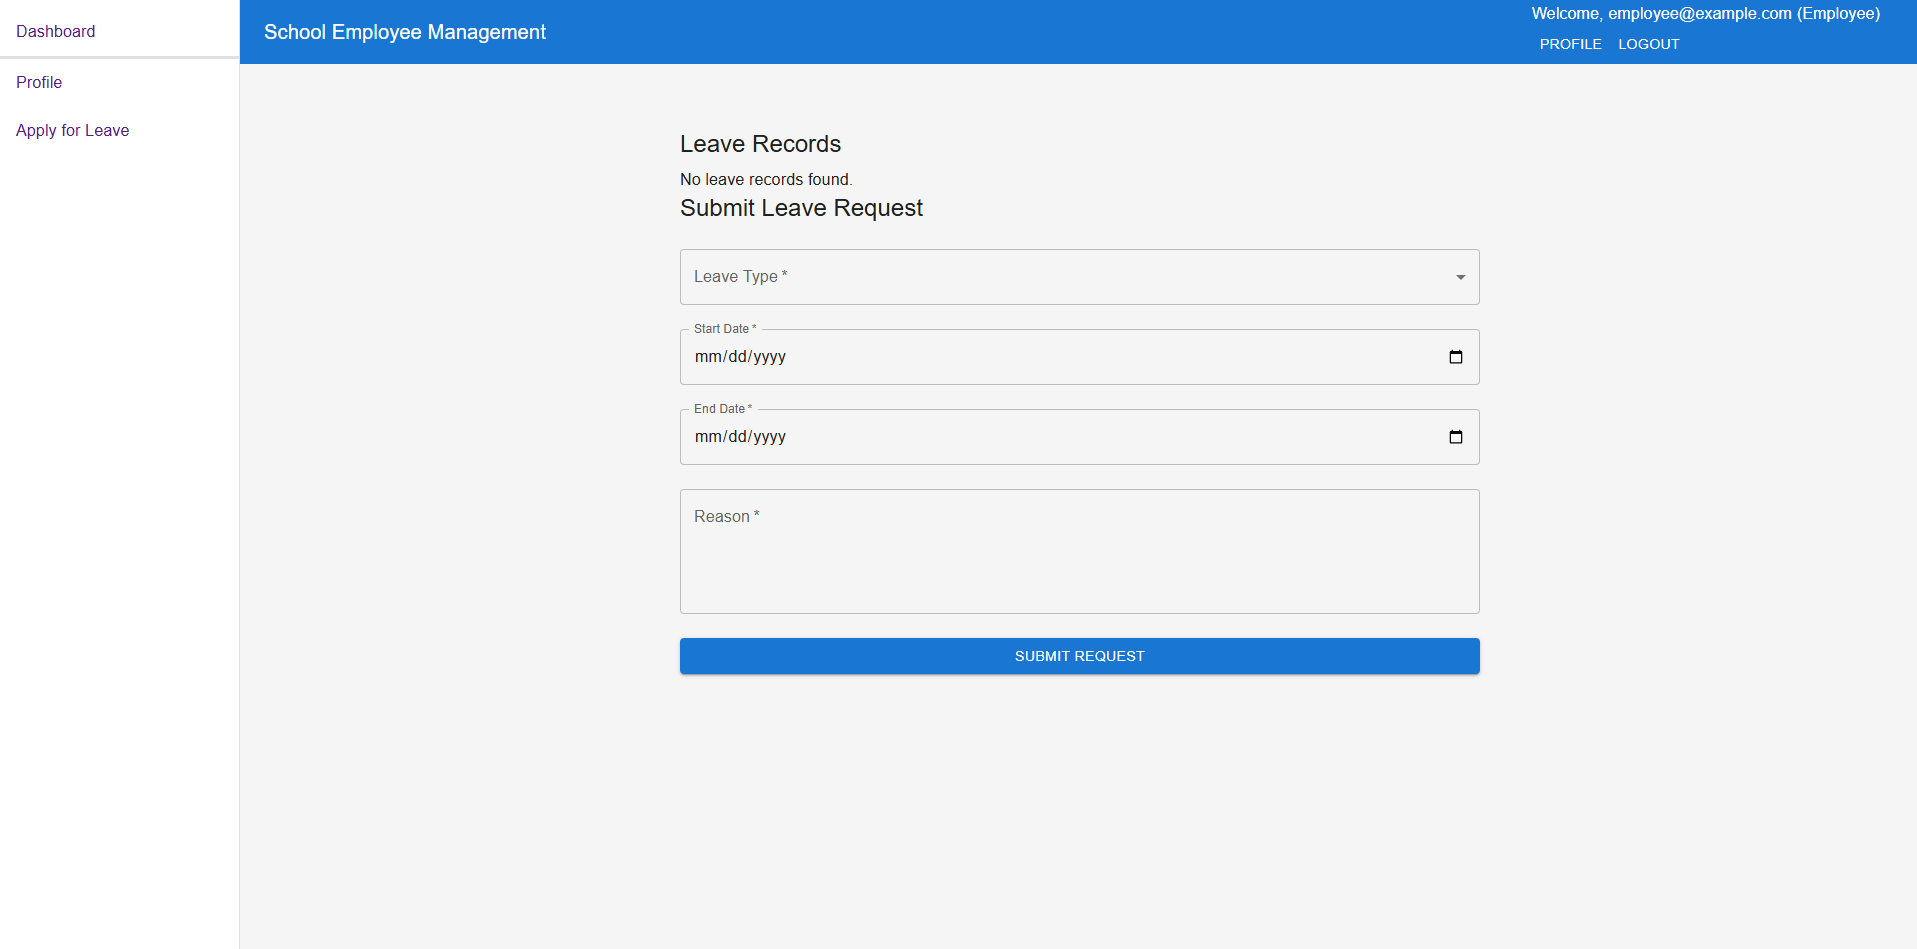 Dashboard
Profile
Apply for Leave
School Employee Management
Welcome, employee@example.com (Employee)
PROFILE LOGOUT
Leave Records
No leave records found.
Submit Leave Request
Leave Type *
Start Date *
mm/dd/yyyy
End Date *
mm/dd/yyyy
Reason *
SUBMIT REQUEST